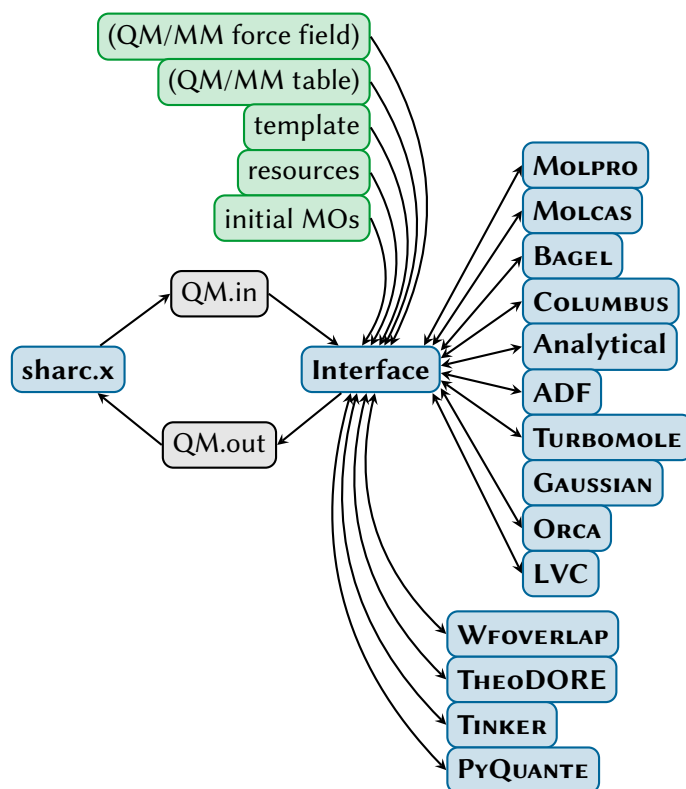 (QM/MM force field)
(QM/MM table)
template
resources
initial MOs
QM.in
sharc.x
Interface
QM.out
MOLPRO
MOLCAS
BAGEL
COLUMBUS
Analytical
ADF
TURBOMOLE
GAUSSIAN
ORCA
LVC
WFOVERLAP
THEODORE
TINKER
PYQUANTE